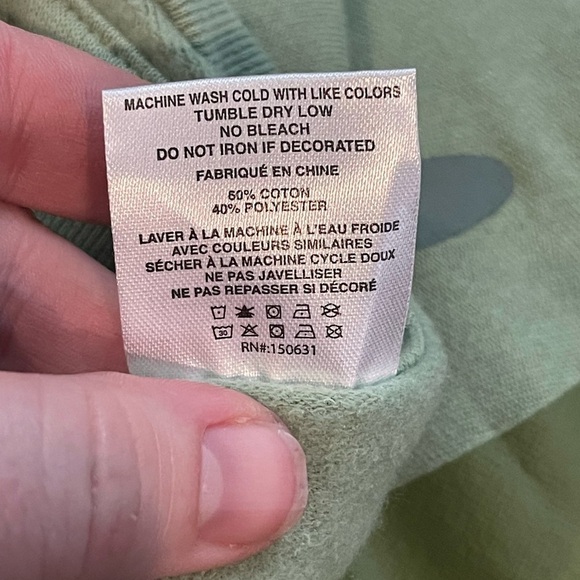 MACHINE WASH COLD WITH LIKE COLORS
TUMBLE DRY LOW
NO BLEACH
DO NOT IRON IF DECORATED
FABRIQUÉ EN CHINE
60% COTON
40% POLYESTER
LAVER À LA MACHINE À L'EAU FROIDE
AVEC COULEURS SIMILAIRES
SÉCHER À LA MACHINE CYCLE DOUX
NE PAS JAVELLISER
NE PAS REPASSER SI DÉCORÉ
30
RN#:150631